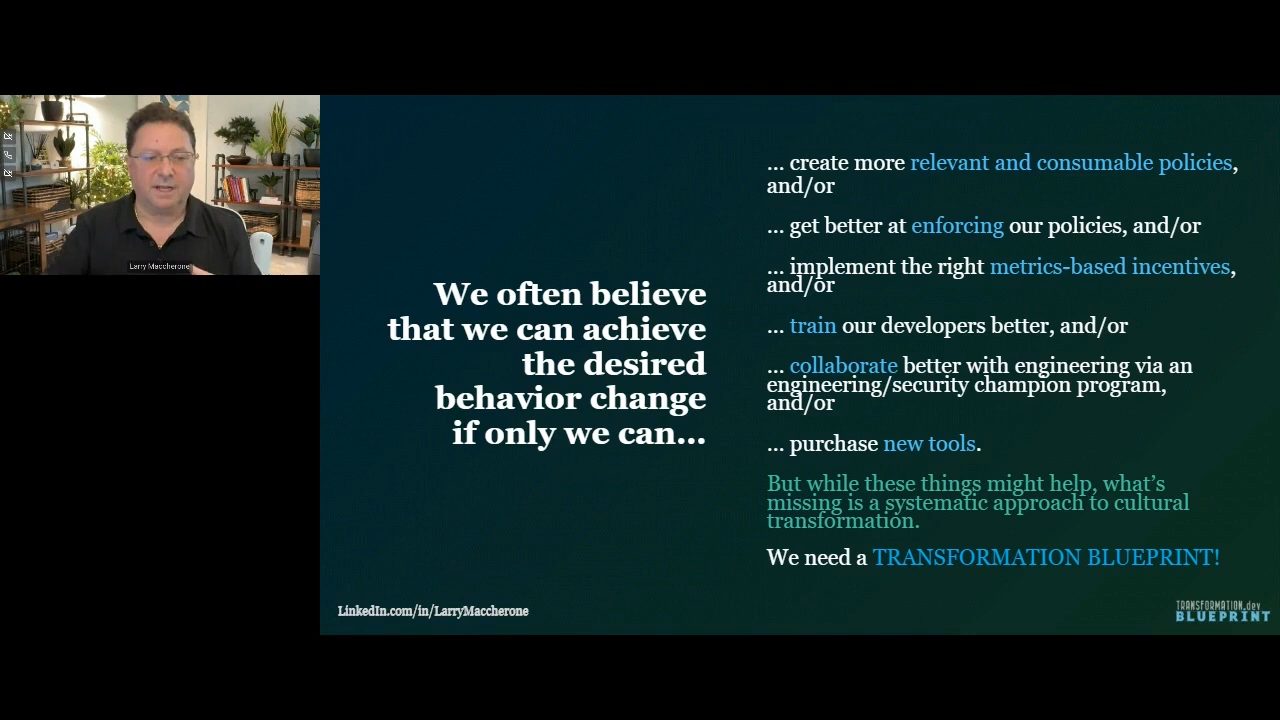 Larry Maccherone
We often believe
that we can achieve
the desired
behavior change
if only we can...
... create more relevant and consumable policies,
and/or
... get better at enforcing our policies, and/or
... implement the right metrics-based incentives,
and/or
... train our developers better, and/or
... collaborate better with engineering via an
engineering/security champion program,
and/or
... purchase new tools.
But while these things might help, what's
missing is a systematic approach to cultural
transformation.
We need a TRANSFORMATION BLUEPRINT!
LinkedIn.com/in/LarryMaccherone
TRANSFORMATION.dev
BLUEPRINT